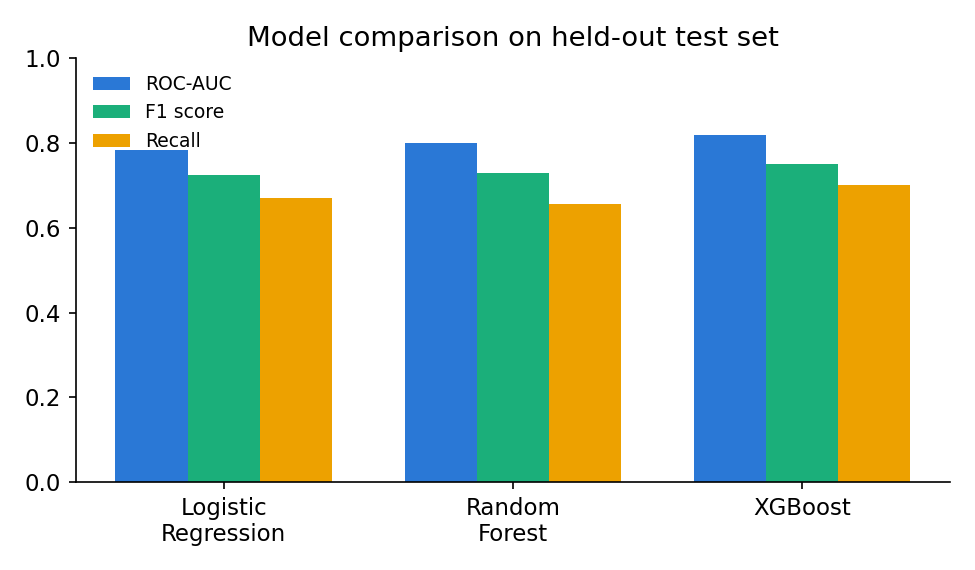 Model comparison on held-out test set
1.0
0.8
0.6
0.4
0.2
0.0
ROC-AUC
F1 score
Recall
Logistic
Regression
Random
Forest
XGBoost